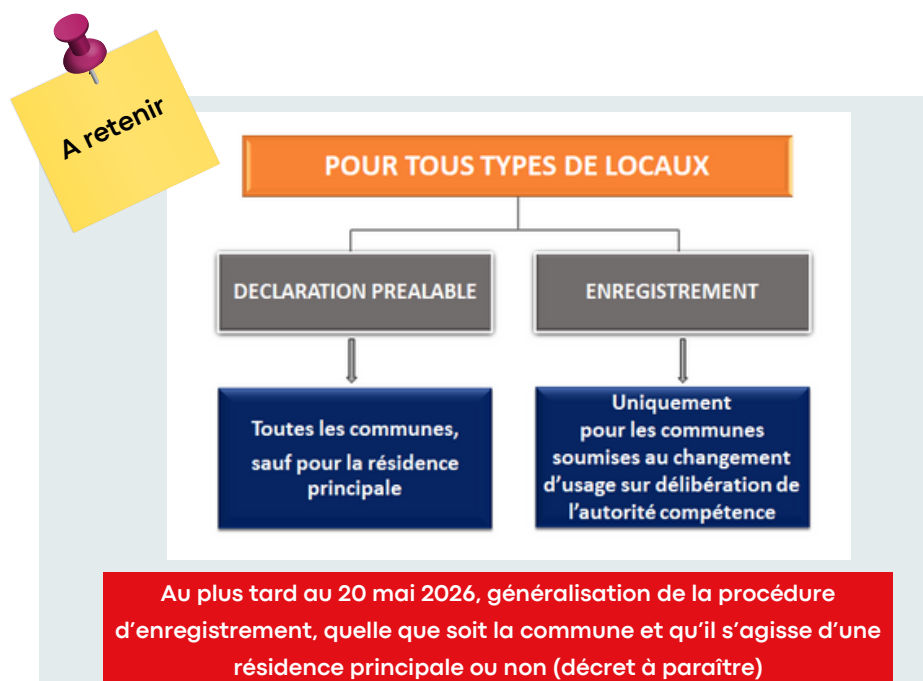 A retenir
POUR TOUS TYPES DE LOCAUX
DECLARATION PREALABLE
ENREGISTREMENT
Toutes les communes,
sauf pour la résidence
principale
Uniquement
pour les communes
soumises au changement
d'usage sur délibération de
l'autorité compétence
Au plus tard au 20 mai 2026, généralisation de la procédure
d'enregistrement, quelle que soit la commune et qu'il s'agisse d'une
résidence principale ou non (décret à paraître)